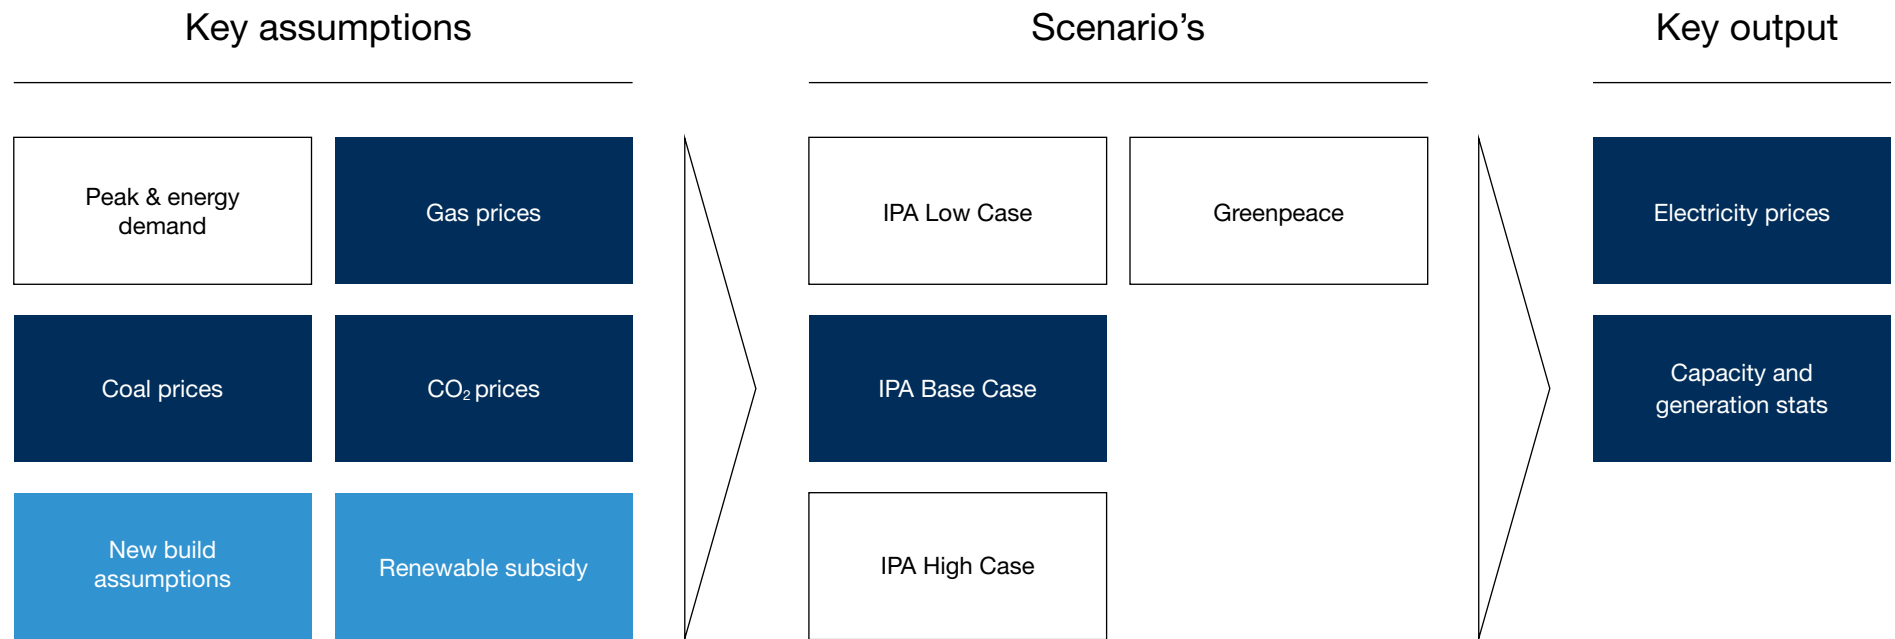 Key assumptions
Scenario's
Key output
Peak & energy
demand
Gas prices
Coal prices
CO₂ prices
New build
assumptions
Renewable subsidy
IPA Low Case
Greenpeace
IPA Base Case
IPA High Case
Electricity prices
Capacity and
generation stats